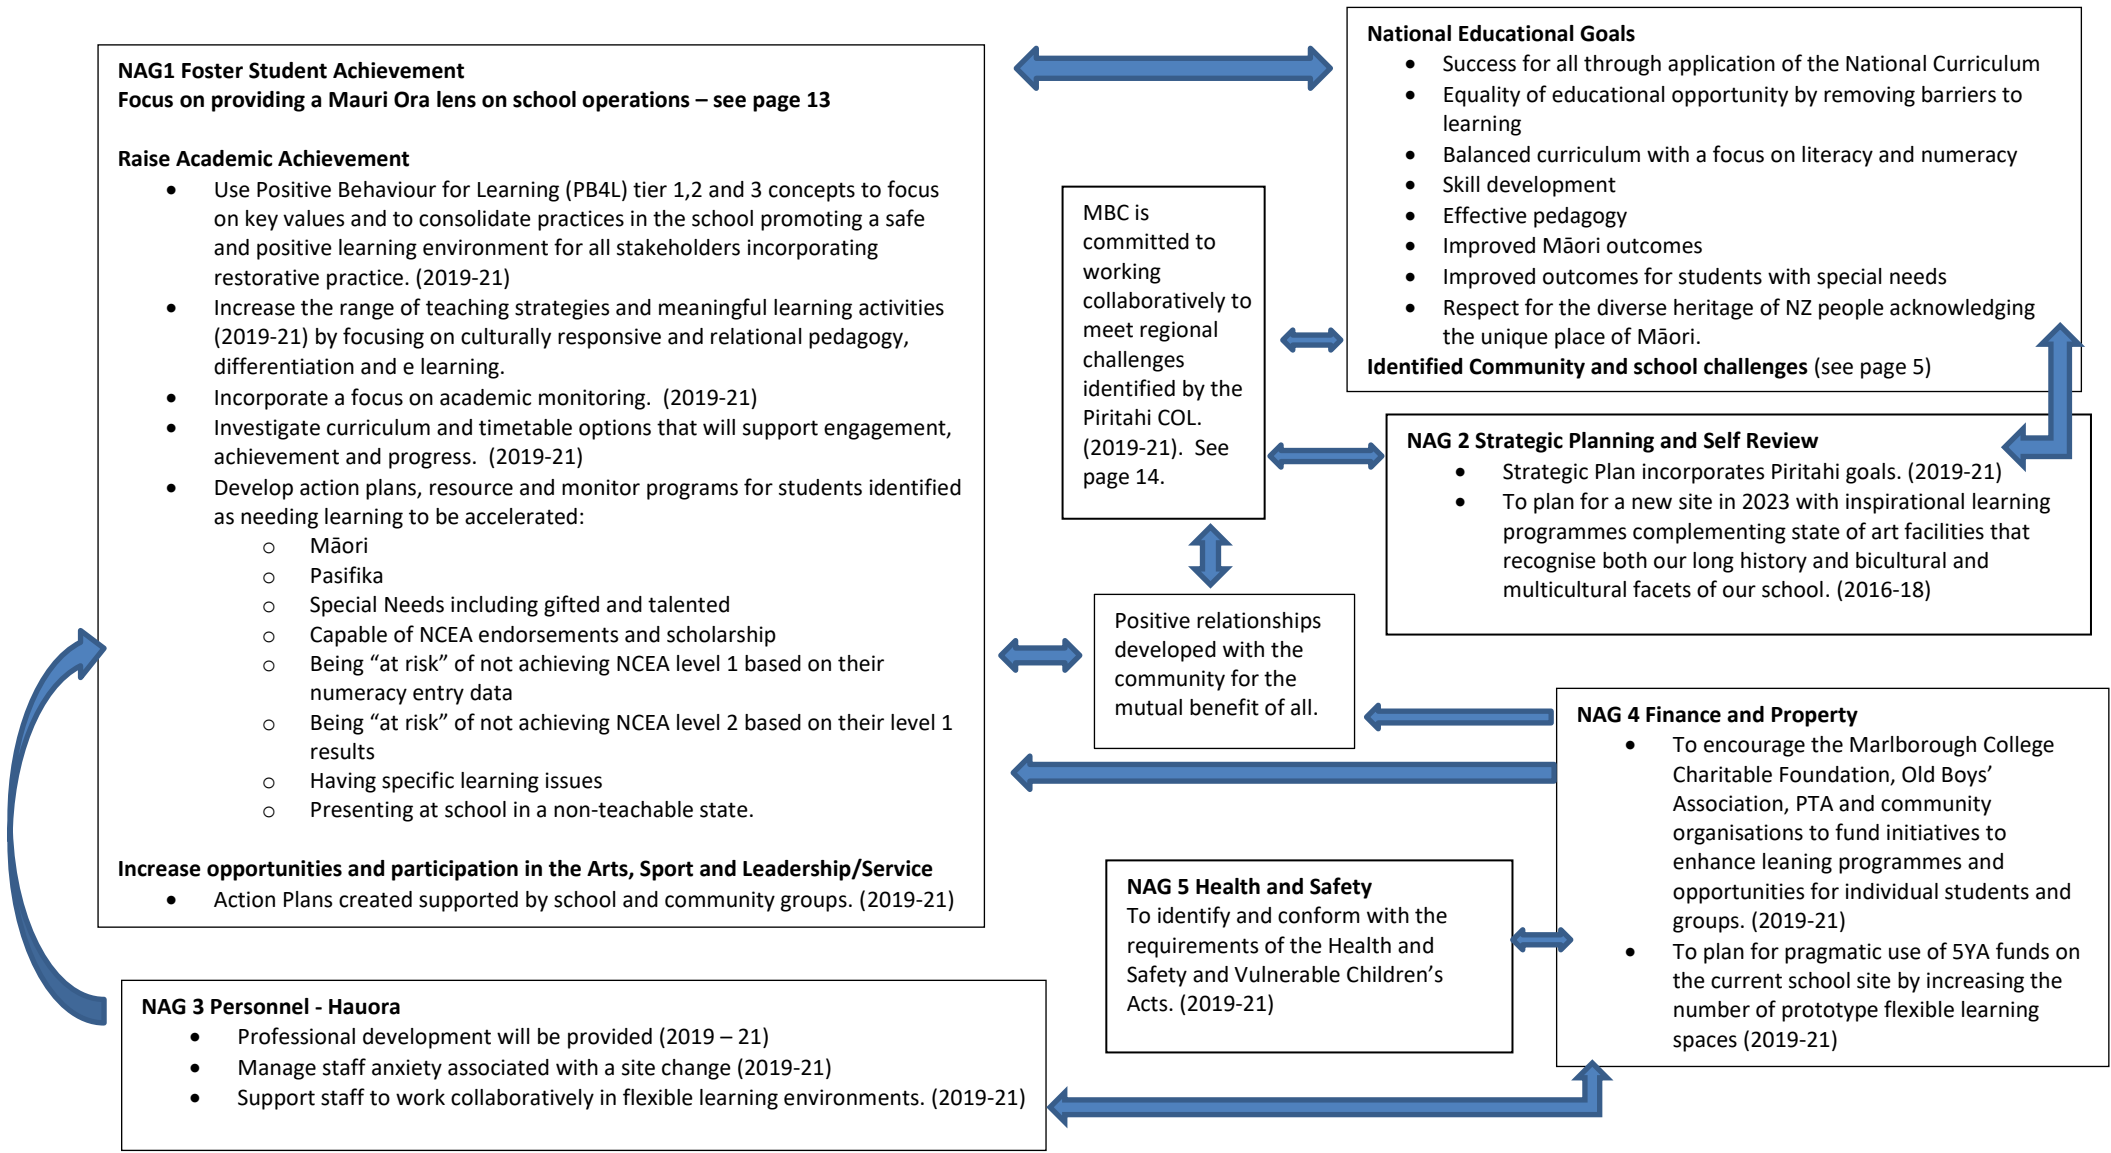 NAG1 Foster Student Achievement
Focus on providing a Mauri Ora lens on school operations – see page 13
Raise Academic Achievement
• Use Positive Behaviour for Learning (PB4L) tier 1,2 and 3 concepts to focus
on key values and to consolidate practices in the school promoting a safe
and positive learning environment for all stakeholders incorporating
restorative practice. (2019-21)
• Increase the range of teaching strategies and meaningful learning activities
(2019-21) by focusing on culturally responsive and relational pedagogy,
differentiation and e learning.
• Incorporate a focus on academic monitoring. (2019-21)
• Investigate curriculum and timetable options that will support engagement,
achievement and progress. (2019-21)
• Develop action plans, resource and monitor programs for students identified
as needing learning to be accelerated:
o Māori
o Pasifika
o Special Needs including gifted and talented
o Capable of NCEA endorsements and scholarship
o Being “at risk” of not achieving NCEA level 1 based on their
numeracy entry data
o Being “at risk” of not achieving NCEA level 2 based on their level 1
results
o Having specific learning issues
o Presenting at school in a non-teachable state.
Increase opportunities and participation in the Arts, Sport and Leadership/Service
• Action Plans created supported by school and community groups. (2019-21)
National Educational Goals
• Success for all through application of the National Curriculum
• Equality of educational opportunity by removing barriers to
learning
• Balanced curriculum with a focus on literacy and numeracy
• Skill development
• Effective pedagogy
• Improved Māori outcomes
• Improved outcomes for students with special needs
• Respect for the diverse heritage of NZ people acknowledging
the unique place of Māori.
Identified Community and school challenges (see page 5)
MBC is
committed to
working
collaboratively to
meet regional
challenges
identified by the
Piritahi COL.
(2019-21). See
page 14.
NAG 2 Strategic Planning and Self Review
• Strategic Plan incorporates Piritahi goals. (2019-21)
• To plan for a new site in 2023 with inspirational learning
programmes complementing state of art facilities that
recognise both our long history and bicultural and
multicultural facets of our school. (2016-18)
Positive relationships
developed with the
community for the
mutual benefit of all.
NAG 4 Finance and Property
• To encourage the Marlborough College
Charitable Foundation, Old Boys’
Association, PTA and community
organisations to fund initiatives to
enhance leaning programmes and
opportunities for individual students and
groups. (2019-21)
• To plan for pragmatic use of 5YA funds on
the current school site by increasing the
number of prototype flexible learning
spaces (2019-21)
NAG 5 Health and Safety
To identify and conform with the
requirements of the Health and
Safety and Vulnerable Children’s
Acts. (2019-21)
NAG 3 Personnel - Hauora
• Professional development will be provided (2019 – 21)
• Manage staff anxiety associated with a site change (2019-21)
• Support staff to work collaboratively in flexible learning environments. (2019-21)